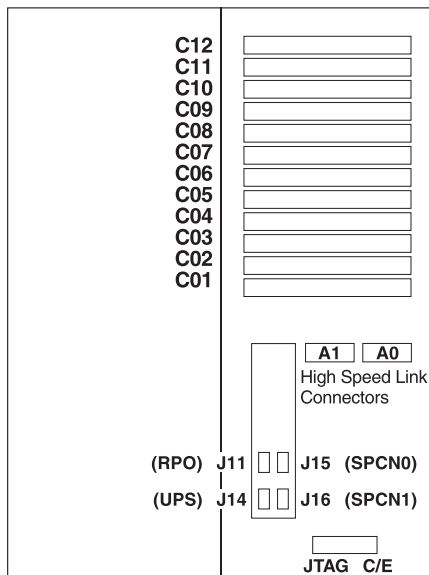 C12
C11
C10
C09
C08
C07
C06
C05
C04
C03
C02
C01
A1 A0
High Speed Link
Connectors
(RPO) J11 J15 (SPCN0)
(UPS) J14 J16 (SPCN1)
JTAG C/E